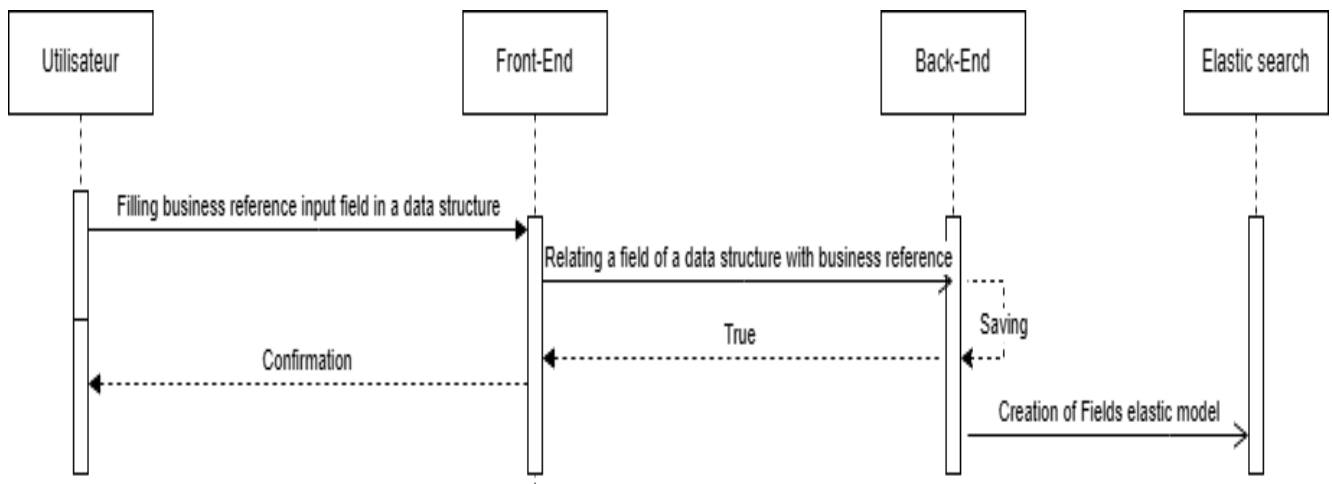 Utilisateur
Front-End
Back-End
Elastic search
Filling business reference input field in a data structure
Relating a field of a data structure with business reference
Saving
True
Confirmation
Creation of Fields elastic model